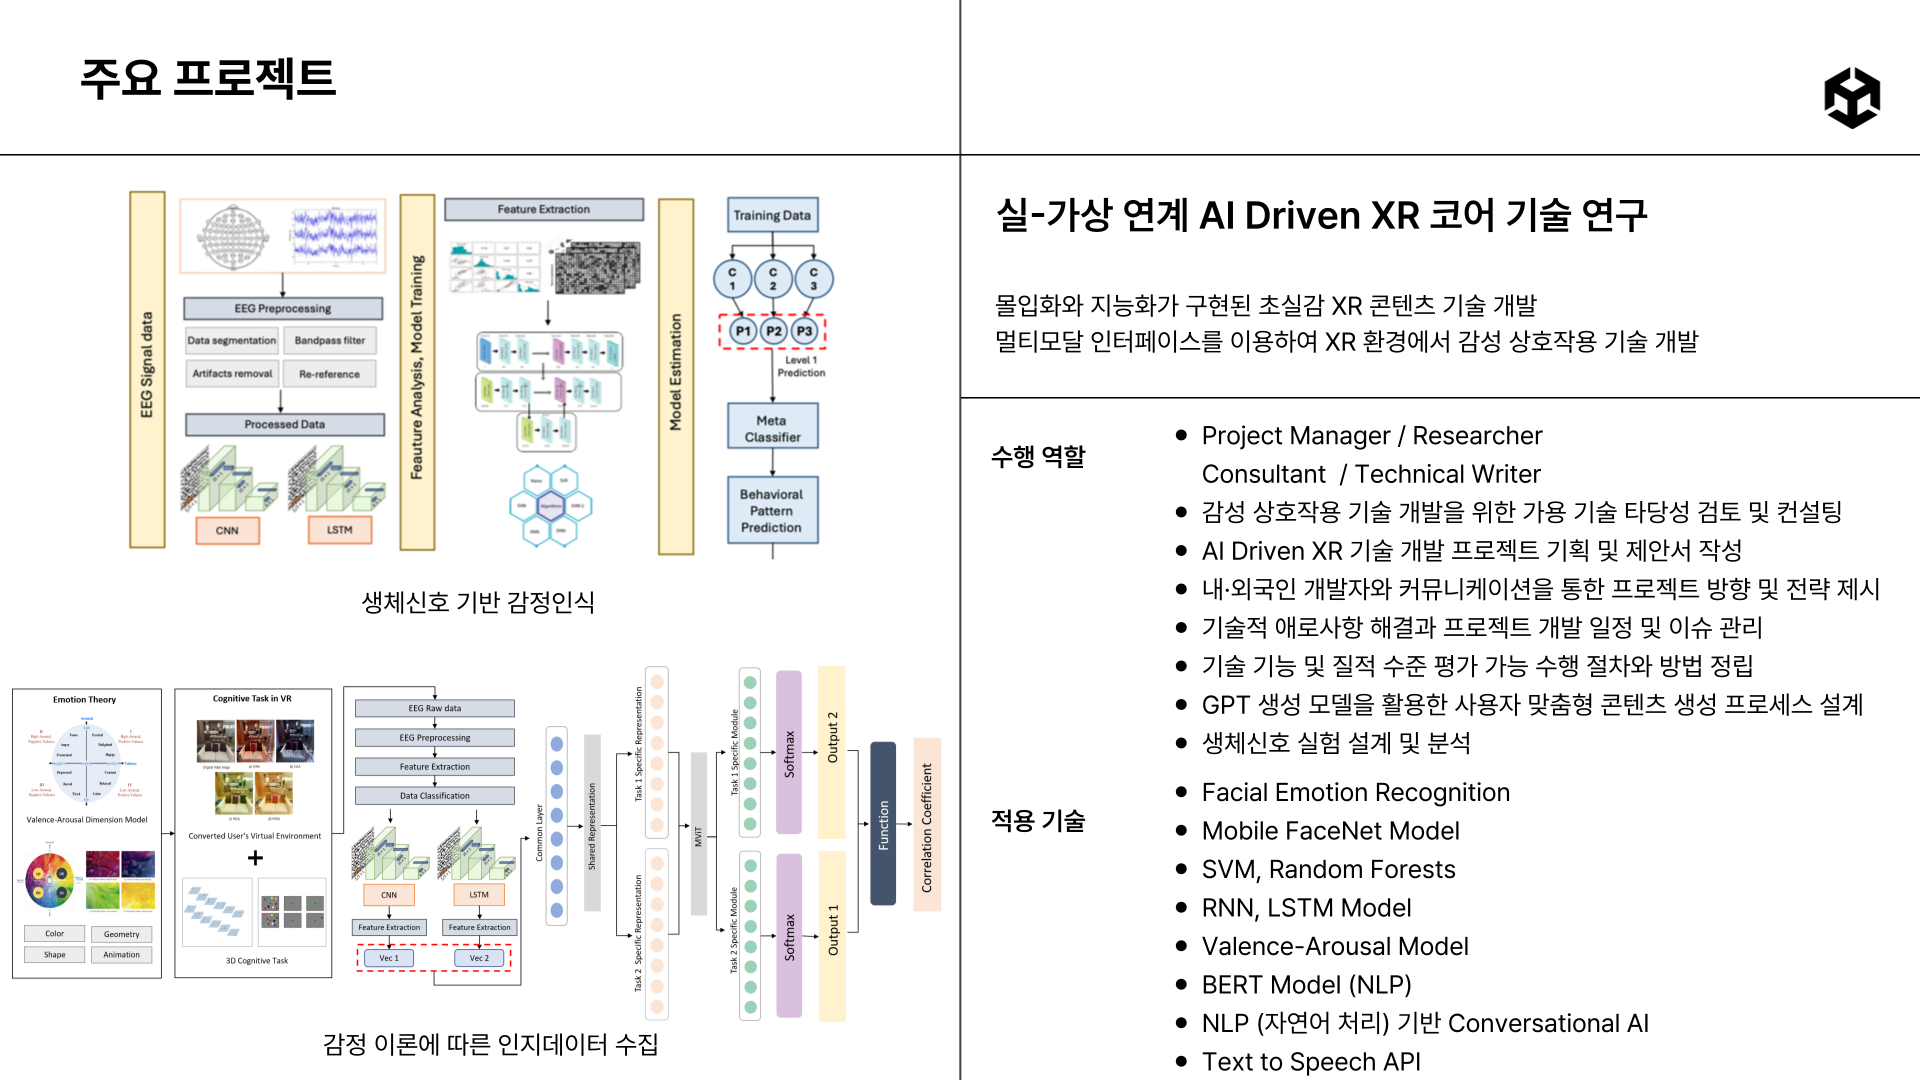 주요 프로젝트
EEG Signal data
EEG Preprocessing
Data segmentation
Bandpass filter
Artifacts removal
Re-reference
Processed Data
CNN
LSTM
Feauture Analysis, Model Training
Feature Extraction
Algorithms
Model Estimation
Training Data
C
1
C
2
C
3
P1
P2
P3
Level 1
Prediction
Meta
Classifier
Behavioral
Pattern
Prediction
생체신호 기반 감정인식
Emotion Theory
Valence-Arousal Dimension Model
Color
Geometry
Shape
Animation
Cognitive Task in VR
Converted User's Virtual Environment
+
3D Cognitive Task
EEG Raw data
EEG Preprocessing
Feature Extraction
Data Classification
CNN
LSTM
Feature Extraction
Feature Extraction
Vec 1
Vec 2
Common Layer
Shared Representation
Task 1 Specific Representation
Task 2 Specific Representation
MViT
Task 1 Specific Module
Task 2 Specific Module
Softmax
Softmax
Output 2
Output 1
Function
Correlation Coefficient
감정 이론에 따른 인지데이터 수집
실-가상 연계 AI Driven XR 코어 기술 연구
몰입화와 지능화가 구현된 초실감 XR 콘텐츠 기술 개발
멀티모달 인터페이스를 이용하여 XR 환경에서 감성 상호작용 기술 개발
수행 역할
• Project Manager / Researcher
Consultant / Technical Writer
• 감성 상호작용 기술 개발을 위한 가용 기술 타당성 검토 및 컨설팅
• AI Driven XR 기술 개발 프로젝트 기획 및 제안서 작성
• 내·외국인 개발자와 커뮤니케이션을 통한 프로젝트 방향 및 전략 제시
• 기술적 애로사항 해결과 프로젝트 개발 일정 및 이슈 관리
• 기술 기능 및 질적 수준 평가 가능 수행 절차와 방법 정립
• GPT 생성 모델을 활용한 사용자 맞춤형 콘텐츠 생성 프로세스 설계
• 생체신호 실험 설계 및 분석
적용 기술
• Facial Emotion Recognition
• Mobile FaceNet Model
• SVM, Random Forests
• RNN, LSTM Model
• Valence-Arousal Model
• BERT Model (NLP)
• NLP (자연어 처리) 기반 Conversational AI
• Text to Speech API